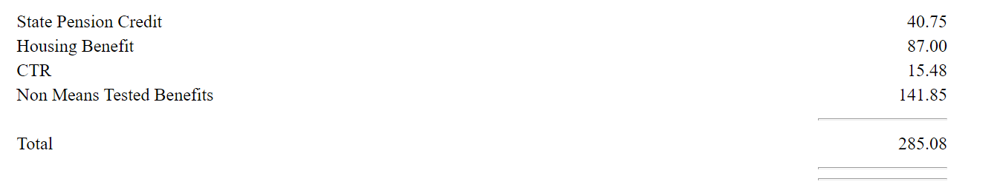 State Pension Credit 40.75
Housing Benefit 87.00
CTR 15.48
Non Means Tested Benefits 141.85
Total 285.08